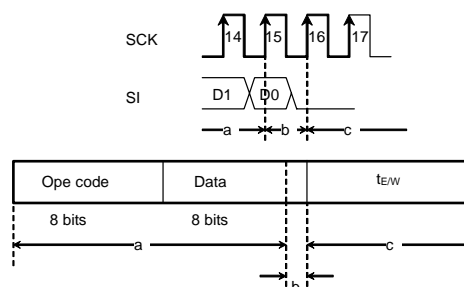 SCK 14 15 16 17
SI D1 D0
a b c
Ope code Data tE/W
8 bits 8 bits
a c
b